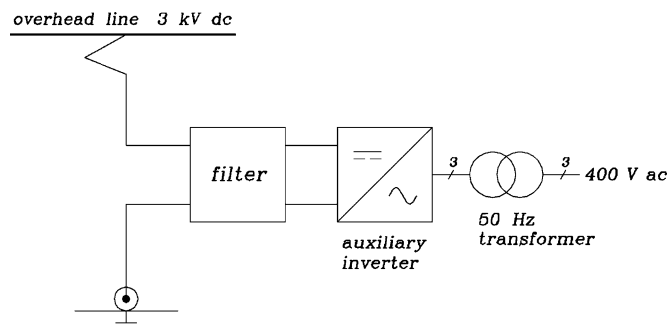 overhead line 3 kV dc
filter
3
3
400 V ac
auxiliary
inverter
50 Hz
transformer